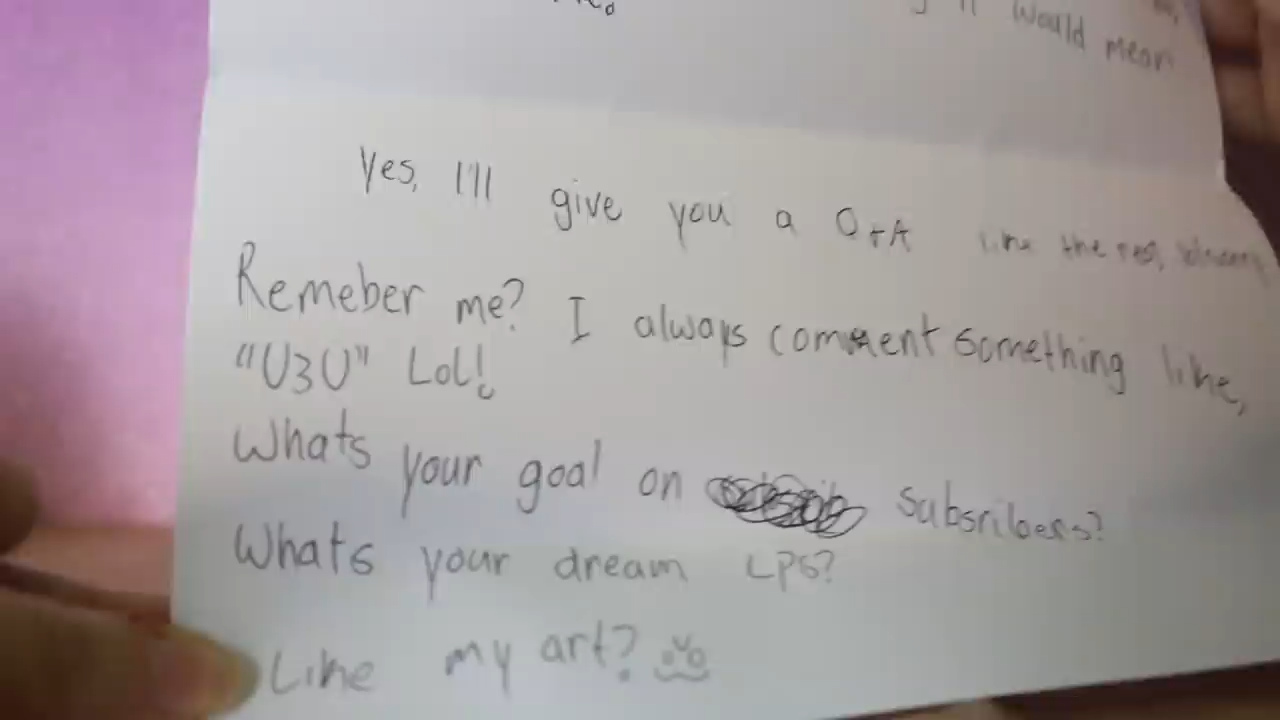 would mean
Yes, I'll give you a Q+A like the rest,
Remeber me? I always comment something like,
"U3U" Lol!
Whats your goal on subsribers?
Whats your dream LPS?
Like my art?